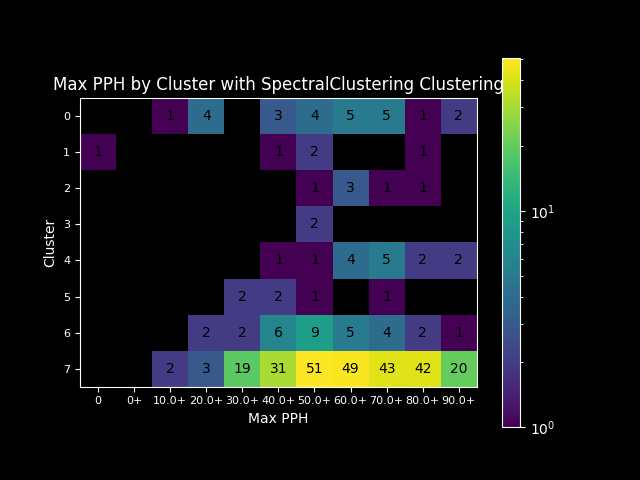 Max PPH by Cluster with SpectralClustering Clustering
0 1 4 3 4 5 5 1 2
1 1 1 2 1
2 1 3 1 1
3 2
4 1 1 4 5 2 2
5 2 2 1 1
6 2 2 6 9 5 4 2 1
7 2 3 19 31 51 49 43 42 20
Cluster
0 0+ 10.0+ 20.0+ 30.0+ 40.0+ 50.0+ 60.0+ 70.0+ 80.0+ 90.0+
Max PPH
10¹
10⁰